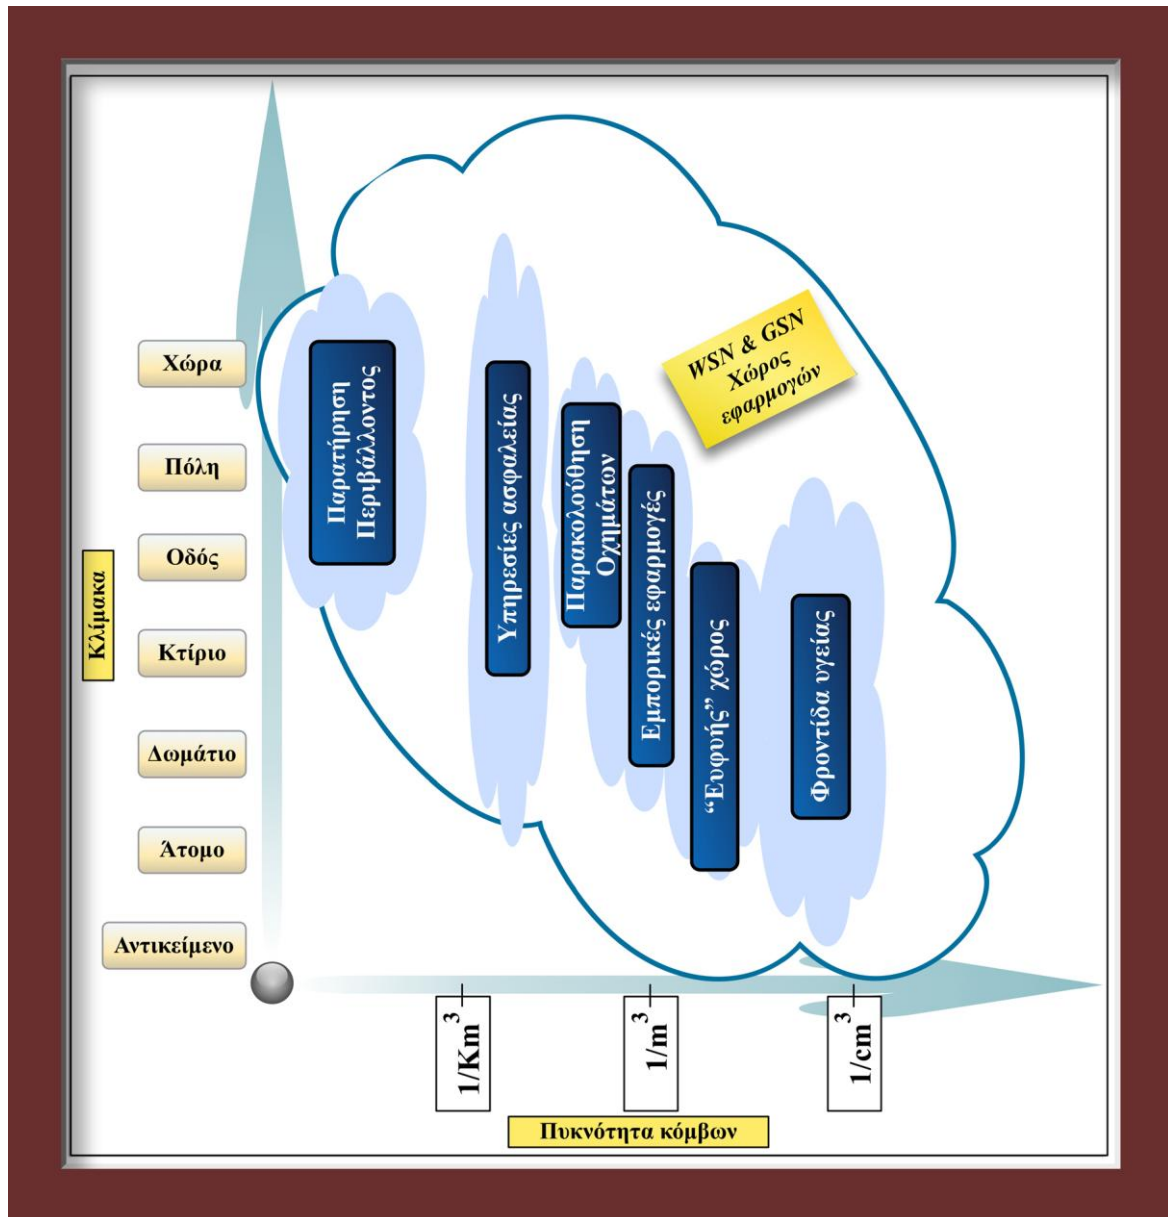 Κλίμακα
Χώρα
Πόλη
Οδός
Κτίριο
Δωμάτιο
Άτομο
Αντικείμενο
Παρατήρηση
Περιβάλλοντος
Υπηρεσίες ασφαλείας
Παρακολούθηση
Οχημάτων
Εμπορικές εφαρμογές
“Ευφυής” χώρος
Φροντίδα υγείας
WSN & GSN
Χώρος
εφαρμογών
1/Km³
1/m³
1/cm³
Πυκνότητα κόμβων